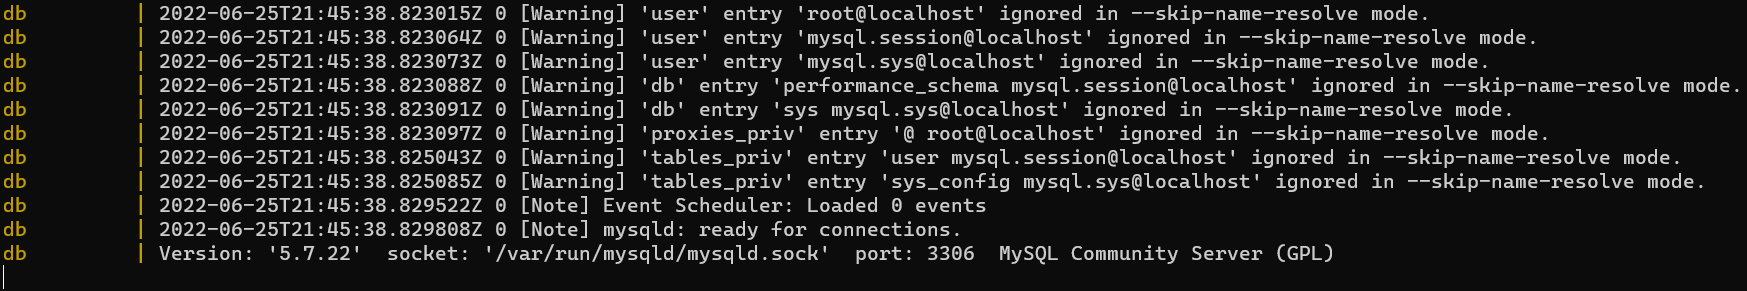 db         | 2022-06-25T21:45:38.823015Z 0 [Warning] 'user' entry 'root@localhost' ignored in --skip-name-resolve mode.
db         | 2022-06-25T21:45:38.823064Z 0 [Warning] 'user' entry 'mysql.session@localhost' ignored in --skip-name-resolve mode.
db         | 2022-06-25T21:45:38.823073Z 0 [Warning] 'user' entry 'mysql.sys@localhost' ignored in --skip-name-resolve mode.
db         | 2022-06-25T21:45:38.823088Z 0 [Warning] 'db' entry 'performance_schema mysql.session@localhost' ignored in --skip-name-resolve mode.
db         | 2022-06-25T21:45:38.823091Z 0 [Warning] 'db' entry 'sys mysql.sys@localhost' ignored in --skip-name-resolve mode.
db         | 2022-06-25T21:45:38.823097Z 0 [Warning] 'proxies_priv' entry '@ root@localhost' ignored in --skip-name-resolve mode.
db         | 2022-06-25T21:45:38.825043Z 0 [Warning] 'tables_priv' entry 'user mysql.session@localhost' ignored in --skip-name-resolve mode.
db         | 2022-06-25T21:45:38.825085Z 0 [Warning] 'tables_priv' entry 'sys_config mysql.sys@localhost' ignored in --skip-name-resolve mode.
db         | 2022-06-25T21:45:38.829522Z 0 [Note] Event Scheduler: Loaded 0 events
db         | 2022-06-25T21:45:38.829808Z 0 [Note] mysqld: ready for connections.
db         | Version: '5.7.22'  socket: '/var/run/mysqld/mysqld.sock'  port: 3306  MySQL Community Server (GPL)